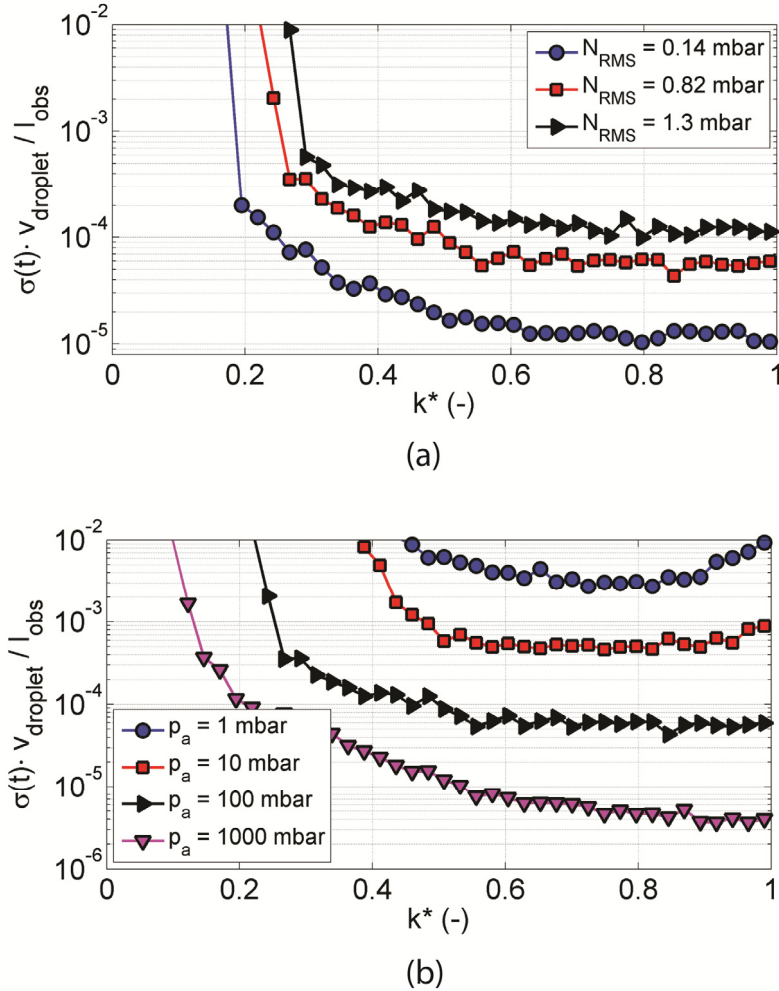 10⁻²
10⁻³
10⁻⁴
10⁻⁵
σ(t)· v_droplet / l_obs
N_RMS = 0.14 mbar
N_RMS = 0.82 mbar
N_RMS = 1.3 mbar
0 0.2 0.4 0.6 0.8 1
k* (-)
(a)
10⁻²
10⁻³
10⁻⁴
10⁻⁵
10⁻⁶
σ(t)· v_droplet / l_obs
p_a = 1 mbar
p_a = 10 mbar
p_a = 100 mbar
p_a = 1000 mbar
0 0.2 0.4 0.6 0.8 1
k* (-)
(b)